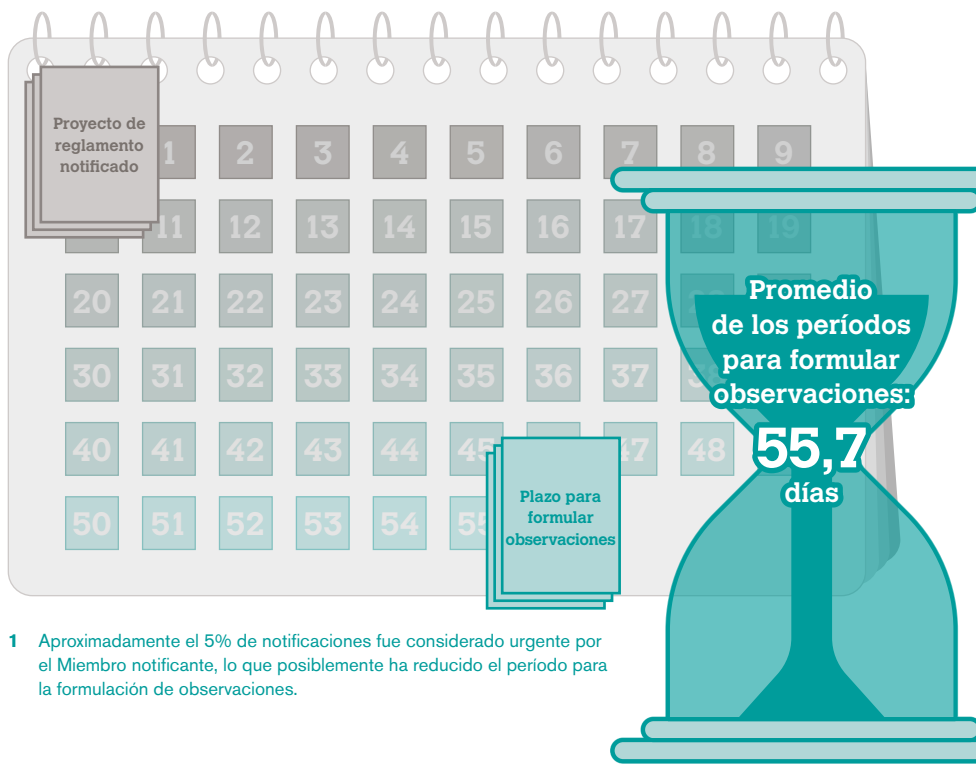 Proyecto de
reglamento
notificado
1 2 3 4 5 6 7 8 9
11 12 13 14 15 16 17 18 19
20 21 22 23 24 25 26 27
30 31 32 33 34 35 36 37
40 41 42 43 44 45 47 48
50 51 52 53 54 55
Plazo para
formular
observaciones
Promedio
de los períodos
para formular
observaciones:
55,7
días
1 Aproximadamente el 5% de notificaciones fue considerado urgente por
el Miembro notificante, lo que posiblemente ha reducido el período para
la formulación de observaciones.